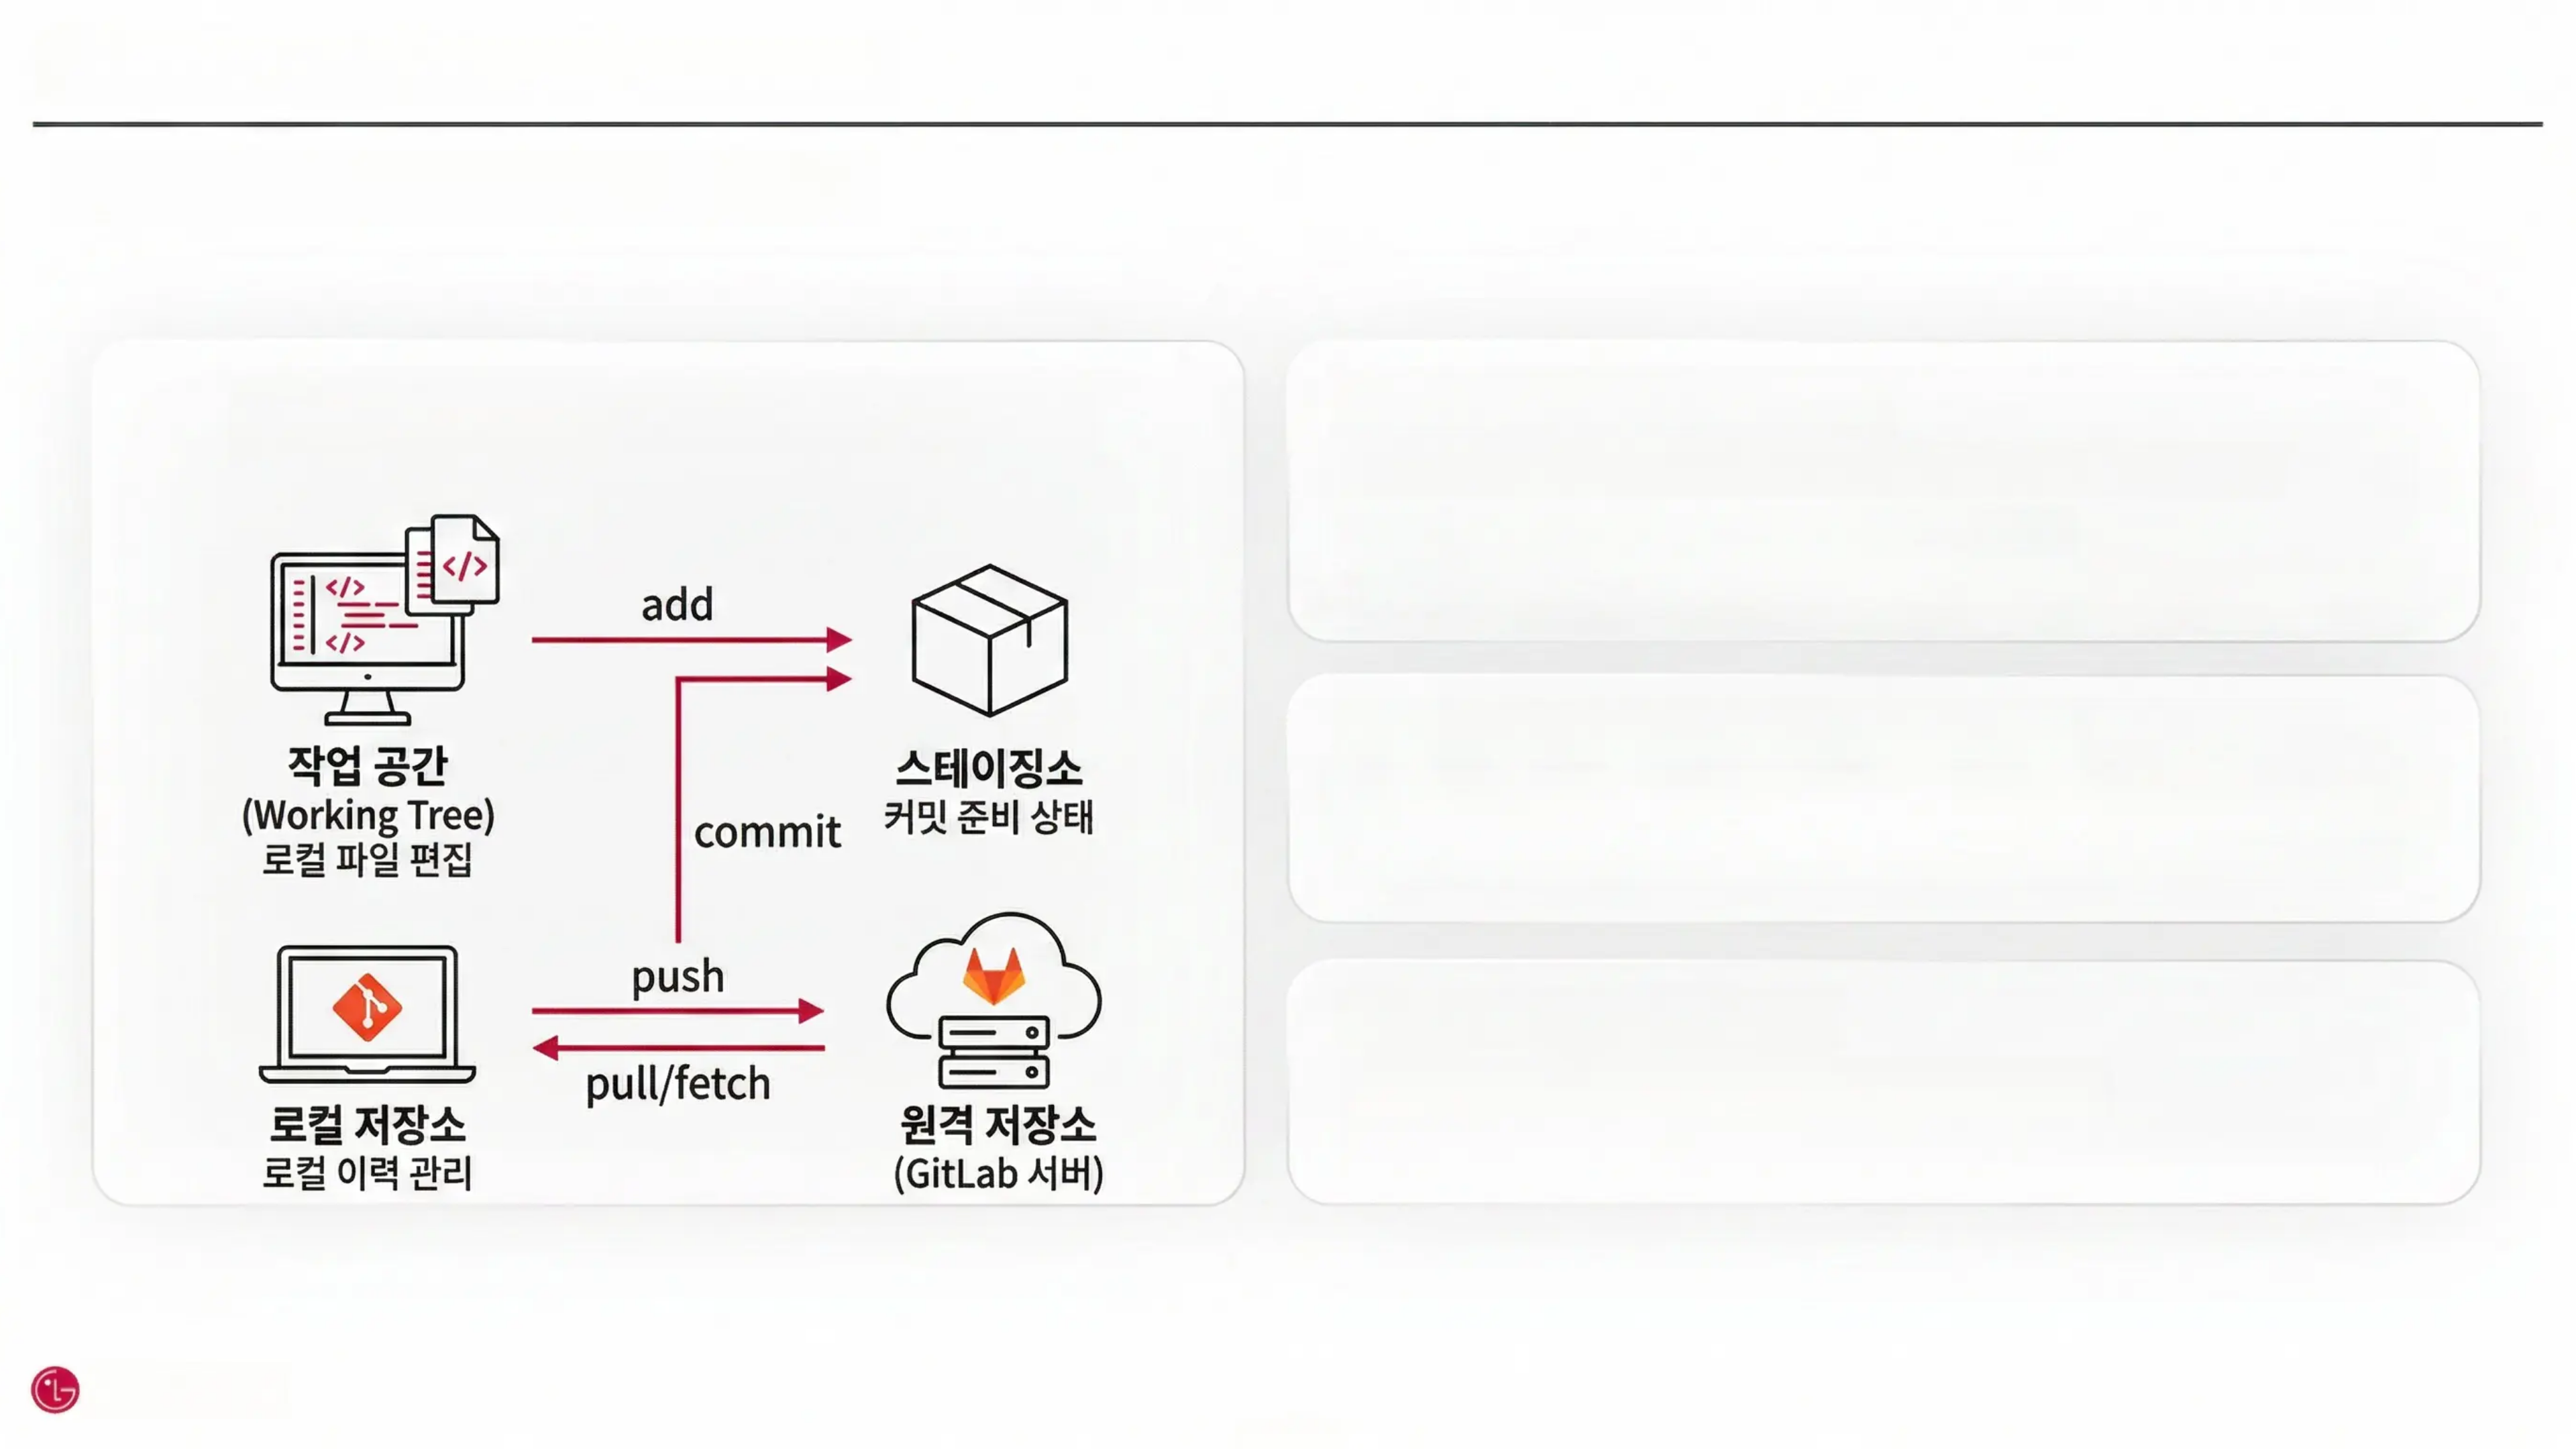 </>
</>
</>
add
작업 공간
(Working Tree)
로컬 파일 편집
스테이징소
커밋 준비 상태
commit
push
pull/fetch
로컬 저장소
로컬 이력 관리
원격 저장소
(GitLab 서버)